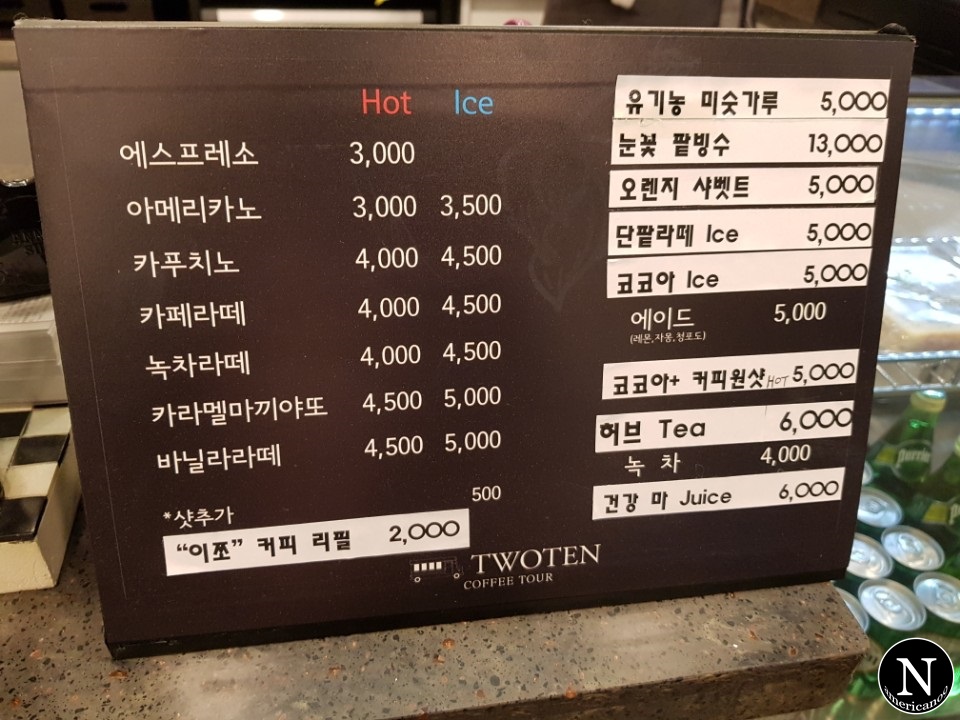 Hot Ice
에스프레소 3,000
아메리카노 3,000 3,500
카푸치노 4,000 4,500
카페라떼 4,000 4,500
녹차라떼 4,000 4,500
카라멜마끼야또 4,500 5,000
바닐라라떼 4,500 5,000
*샷추가 500
“이쪼” 커피 리필 2,000
유기농 미숫가루 5,000
눈꽃 팥빙수 13,000
오렌지 샤벳트 5,000
단팥라떼 Ice 5,000
코코아 Ice 5,000
에이드 5,000
(레몬,자몽,청포도)
코코아+ 커피원샷 HOT 5,000
허브 Tea 6,000
녹 차 4,000
건강 마 Juice 6,000
TWOTEN
COFFEE TOUR
Perrier
N
americanoo